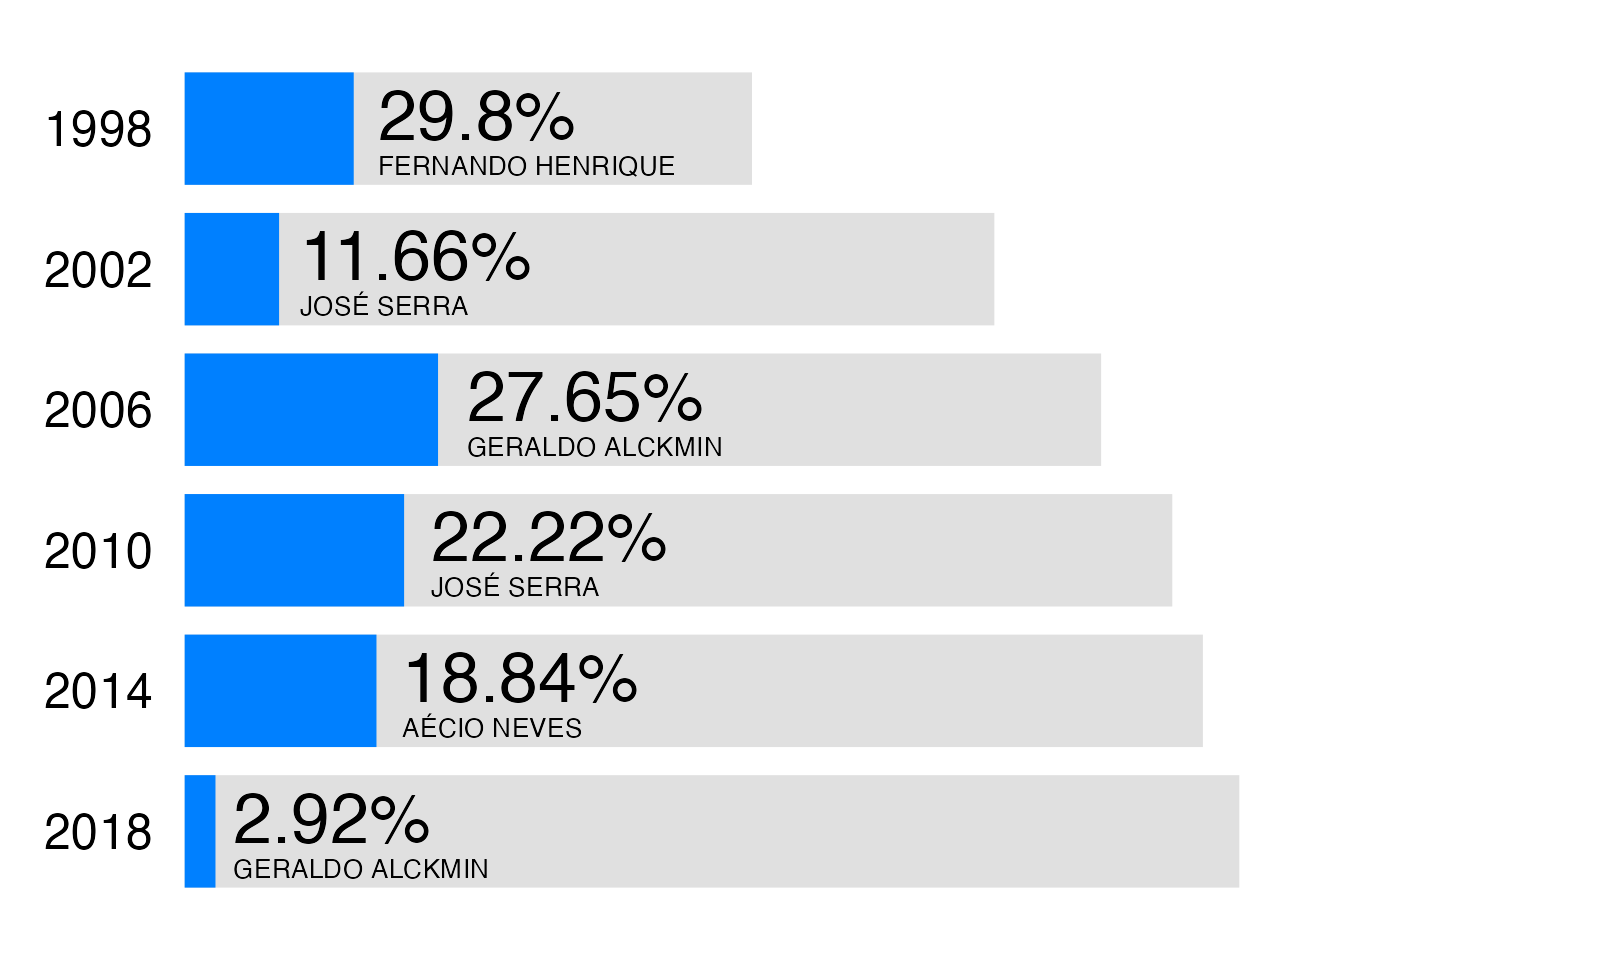 1998
29.8%
FERNANDO HENRIQUE
2002
11.66%
JOSÉ SERRA
2006
27.65%
GERALDO ALCKMIN
2010
22.22%
JOSÉ SERRA
2014
18.84%
AÉCIO NEVES
2018
2.92%
GERALDO ALCKMIN